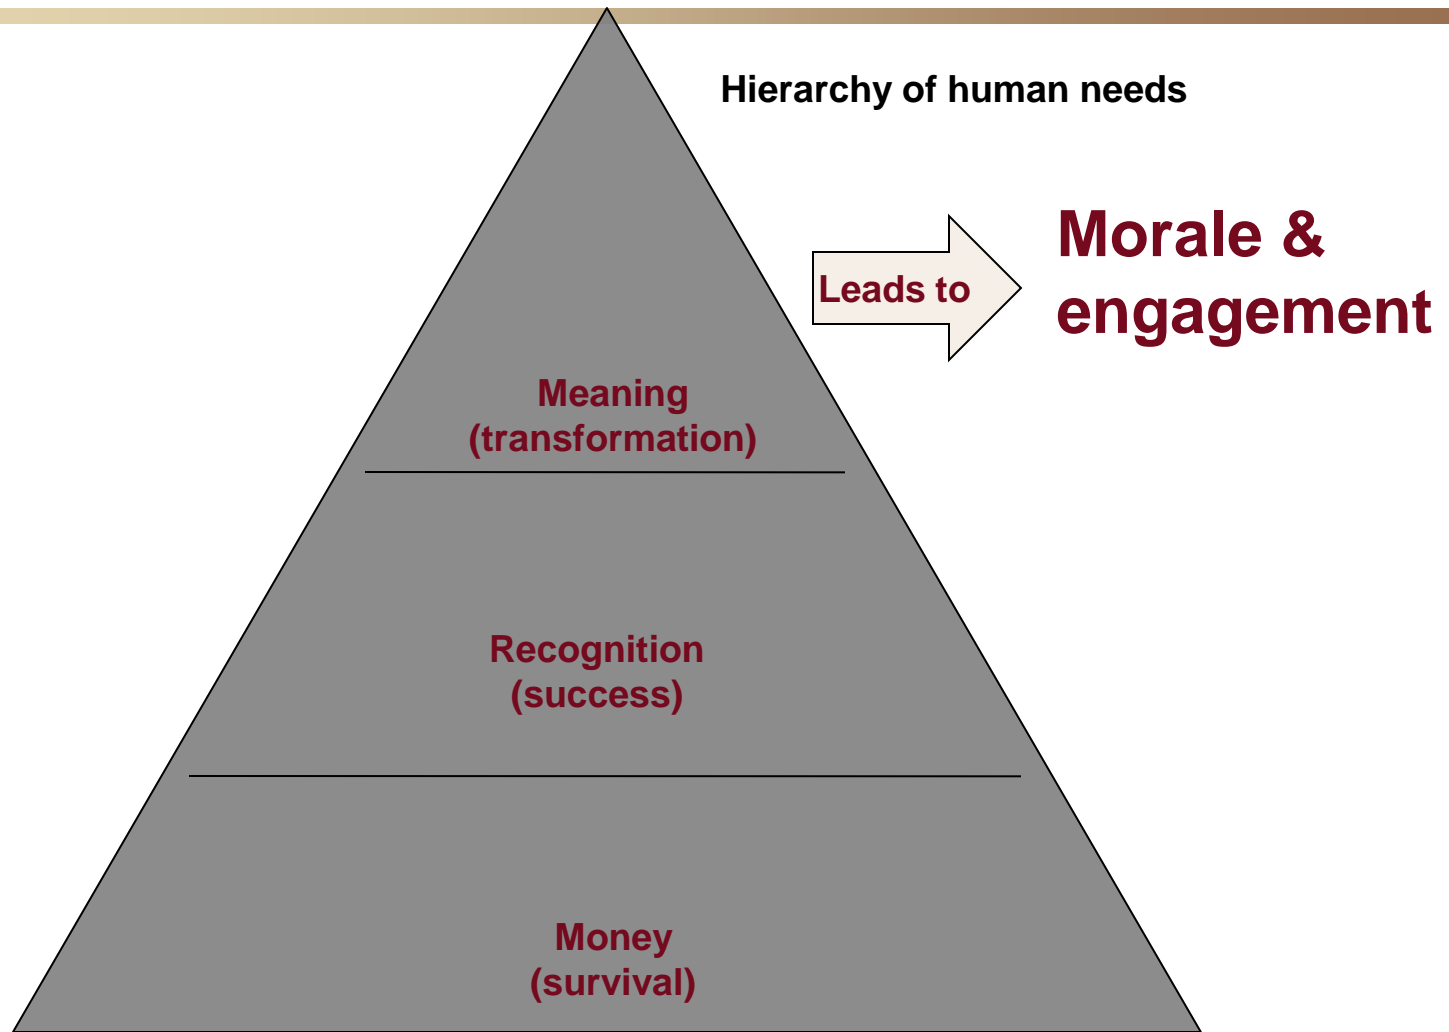 Hierarchy of human needs
Leads to
Morale &
engagement
Meaning
(transformation)
Recognition
(success)
Money
(survival)